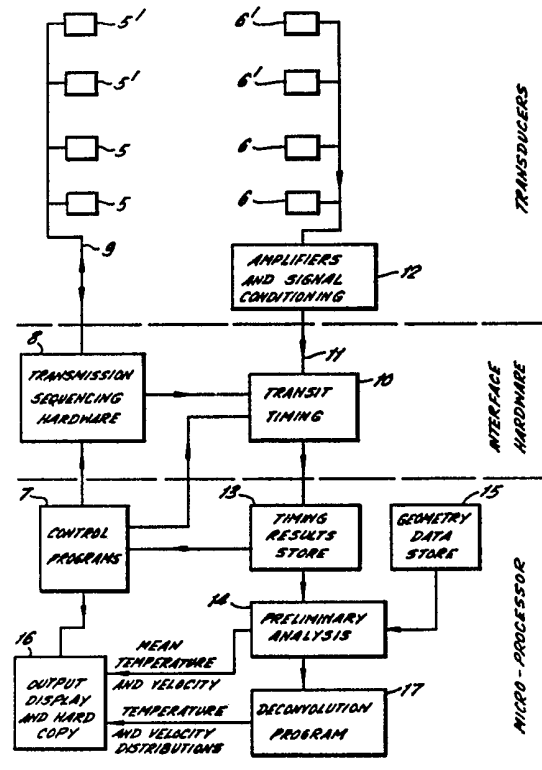 5'
6'
5'
6'
5
6
5
6
TRANSDUCERS
9
AMPLIFIERS
AND SIGNAL
CONDITIONING
12
8
TRANSMISSION
SEQUENCING
HARDWARE
11
10
TRANSIT
TIMING
INTERFACE
HARDWARE
7
CONTROL
PROGRAMS
13
TIMING
RESULTS
STORE
15
GEOMETRY
DATA
STORE
14
PRELIMINARY
ANALYSIS
MICRO-PROCESSOR
16
OUTPUT
DISPLAY
AND HARD
COPY
MEAN
TEMPERATURE
AND VELOCITY
TEMPERATURE
AND VELOCITY
DISTRIBUTIONS
17
DECONVOLUTION
PROGRAM